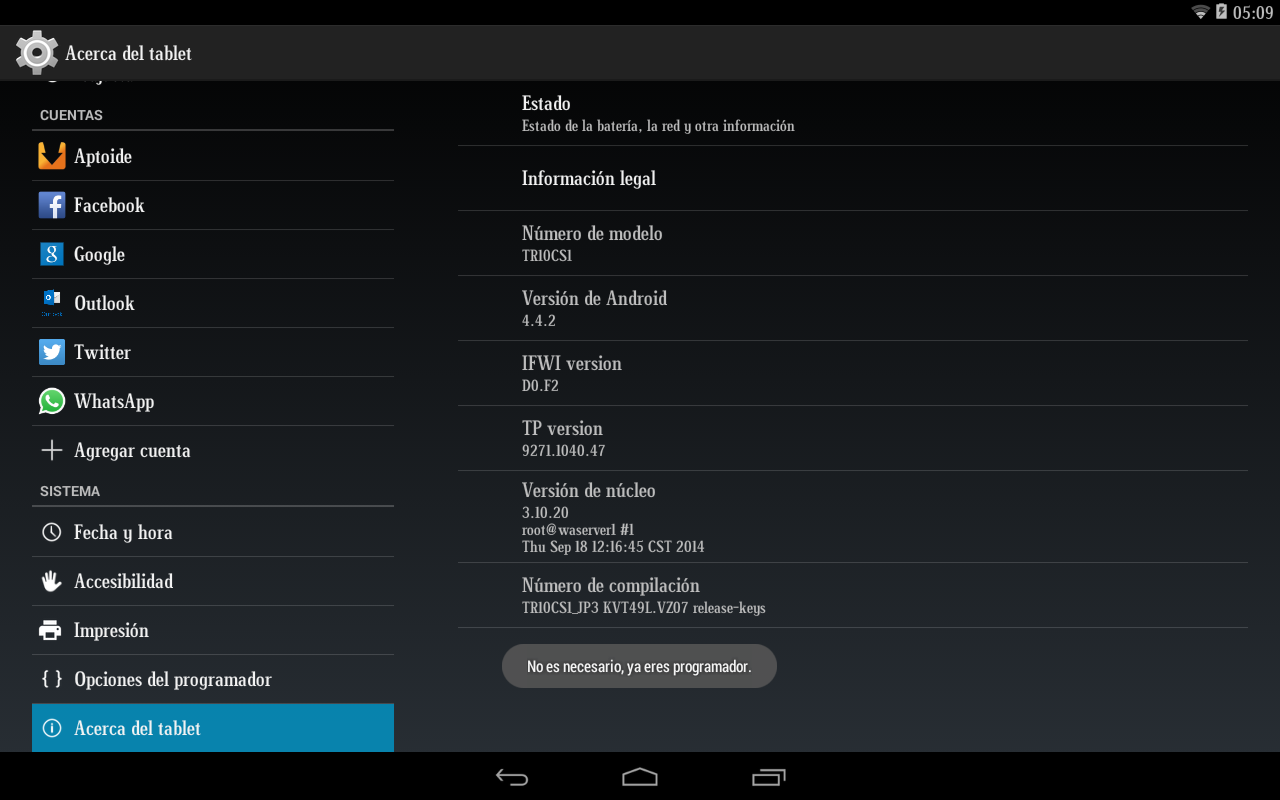 05:09
Acerca del tablet
CUENTAS
Aptoide
Facebook
Google
Outlook
Twitter
WhatsApp
Agregar cuenta
SISTEMA
Fecha y hora
Accesibilidad
Impresión
Opciones del programador
Acerca del tablet
Estado
Estado de la batería, la red y otra información
Información legal
Número de modelo
TR10CS1
Versión de Android
4.4.2
IFWI version
D0.F2
TP version
9271.1040.47
Versión de núcleo
3.10.20
root@waserver1 #1
Thu Sep 18 12:16:45 CST 2014
Número de compilación
TR10CS1_JP3 KVT49L.VZ07 release-keys
No es necesario, ya eres programador.